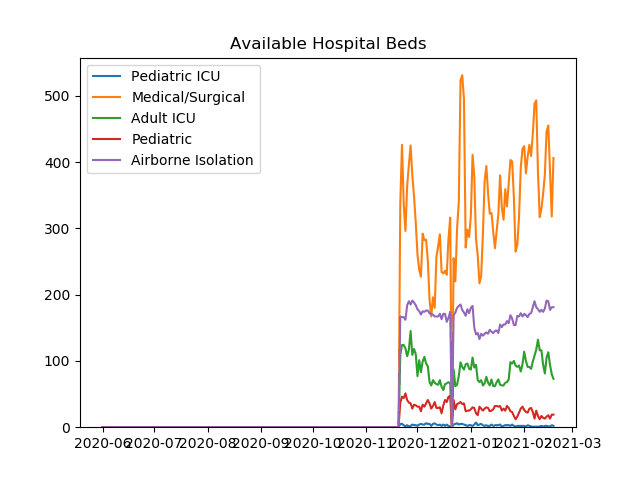 Available Hospital Beds
Pediatric ICU
Medical/Surgical
Adult ICU
Pediatric
Airborne Isolation
500
400
300
200
100
0
2020-06 2020-07 2020-08 2020-09 2020-10 2020-11 2020-12 2021-01 2021-02 2021-03